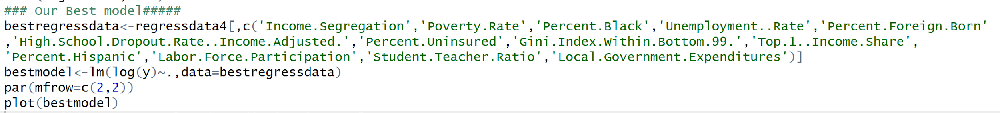 ### Our Best model#####
bestregressdata<-regressdata4[,c('Income.Segregation','Poverty.Rate','Percent.Black','Unemployment..Rate','Percent.Foreign.Born'
,'High.School.Dropout.Rate..Income.Adjusted.','Percent.Uninsured','Gini.Index.Within.Bottom.99.','Top.1..Income.Share',
'Percent.Hispanic','Labor.Force.Participation','Student.Teacher.Ratio','Local.Government.Expenditures')]
bestmodel<-lm(log(y)~.,data=bestregressdata)
par(mfrow=c(2,2))
plot(bestmodel)